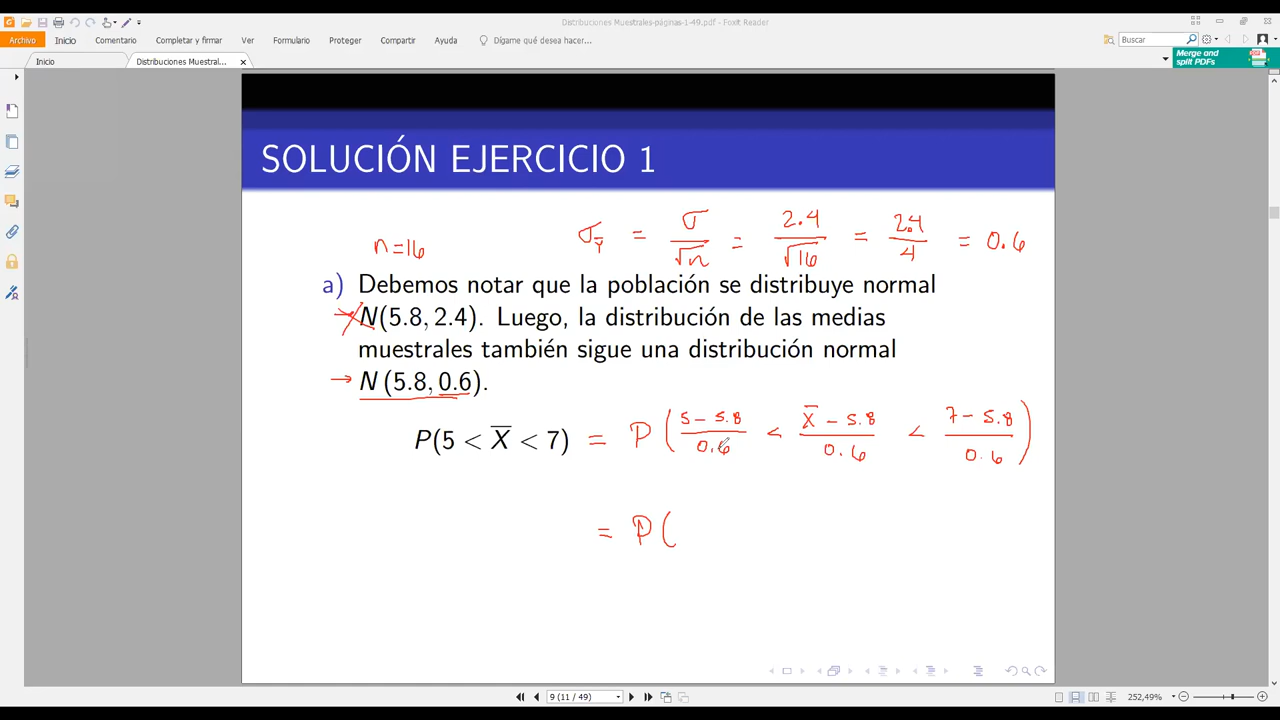 Distribuciones Muestrales-páginas-1-49.pdf - Foxit Reader
Archivo Inicio Comentario Completar y firmar Ver Formulario Proteger Compartir Ayuda Dígame qué desea hacer... Buscar
Inicio Distribuciones Muestral... Merge and
split PDFs
SOLUCIÓN EJERCICIO 1
σ_Y̅ = σ/√n = 2.4/√16 = 2.4/4 = 0.6
n=16
a) Debemos notar que la población se distribuye normal
N(5.8, 2.4). Luego, la distribución de las medias
muestrales también sigue una distribución normal
→ N (5.8, 0.6).
P(5 < X̅ < 7) = P( (5-5.8)/0.6 < (X̅-5.8)/0.6 < (7-5.8)/0.6 )
= P(
9 (11 / 49) 252,49%